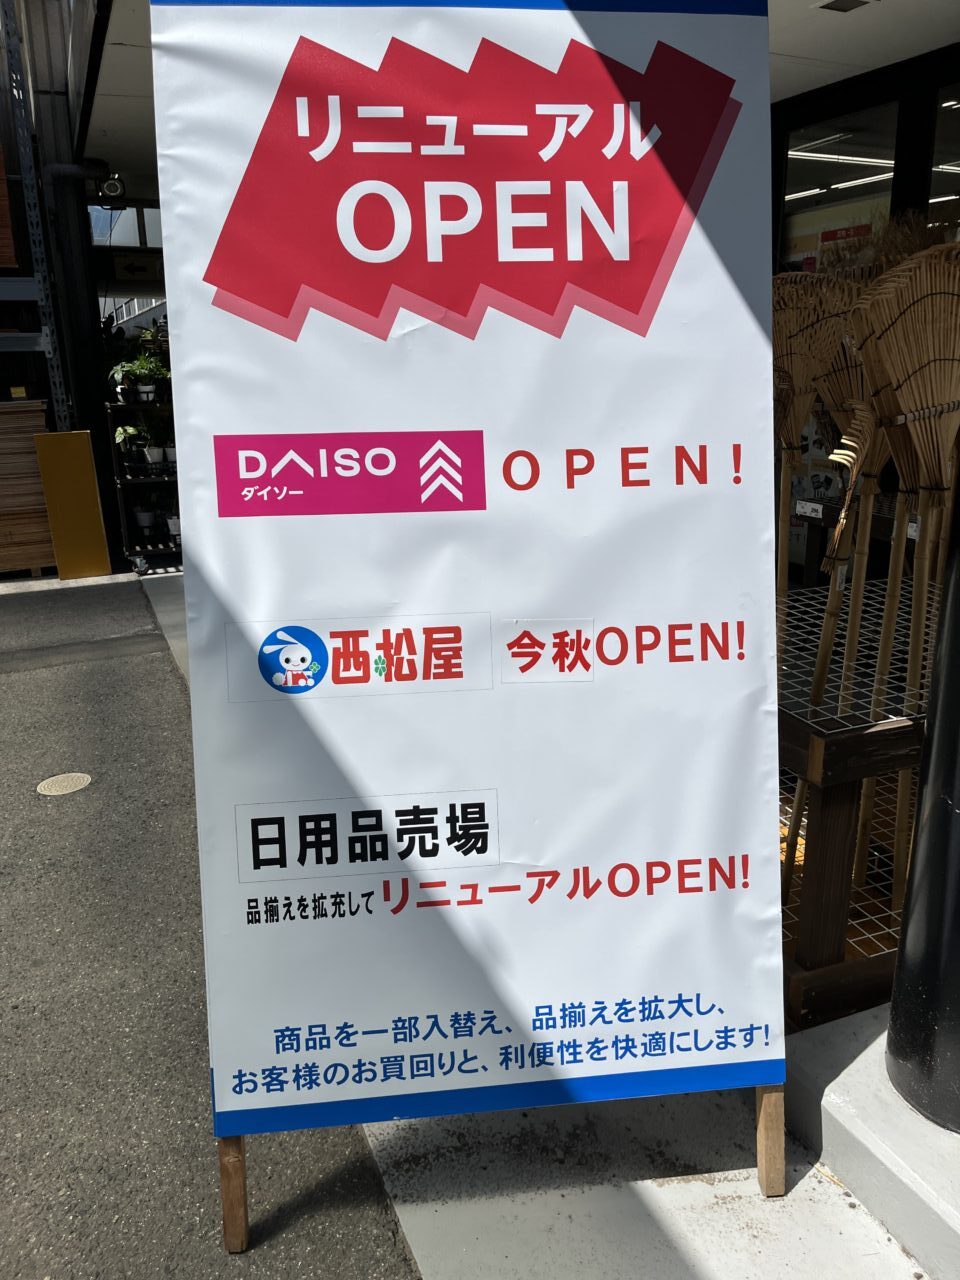 リニューアル
OPEN
DAISO
ダイソー
OPEN!
西松屋 今秋OPEN!
日用品売場
品揃えを拡充してリニューアルOPEN!
商品を一部入替え、品揃えを拡大し、
お客様のお買回りと、利便性を快適にします!